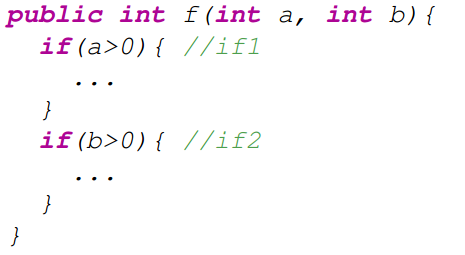 public int f(int a, int b){
if(a>0){ //if1
...
}
if(b>0){ //if2
...
}
}